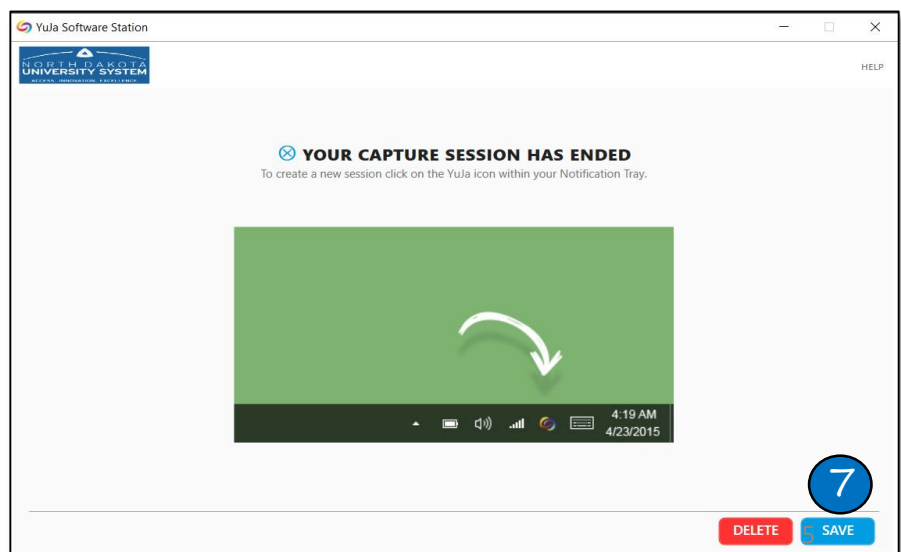 YuJa Software Station
NORTH DAKOTA
UNIVERSITY SYSTEM
ACCESS. INNOVATION. EXCELLENCE.
HELP
YOUR CAPTURE SESSION HAS ENDED
To create a new session click on the YuJa icon within your Notification Tray.
4:19 AM
4/23/2015
7
DELETE
5 SAVE